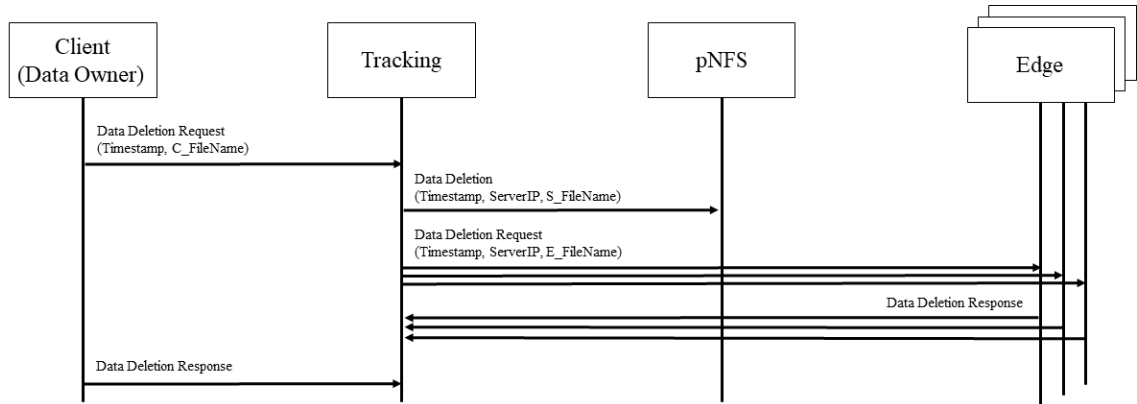 Client
(Data Owner)
Tracking
pNFS
Edge
Data Deletion Request
(Timestamp, C_FileName)
Data Deletion
(Timestamp, ServerIP, S_FileName)
Data Deletion Request
(Timestamp, ServerIP, E_FileName)
Data Deletion Response
Data Deletion Response